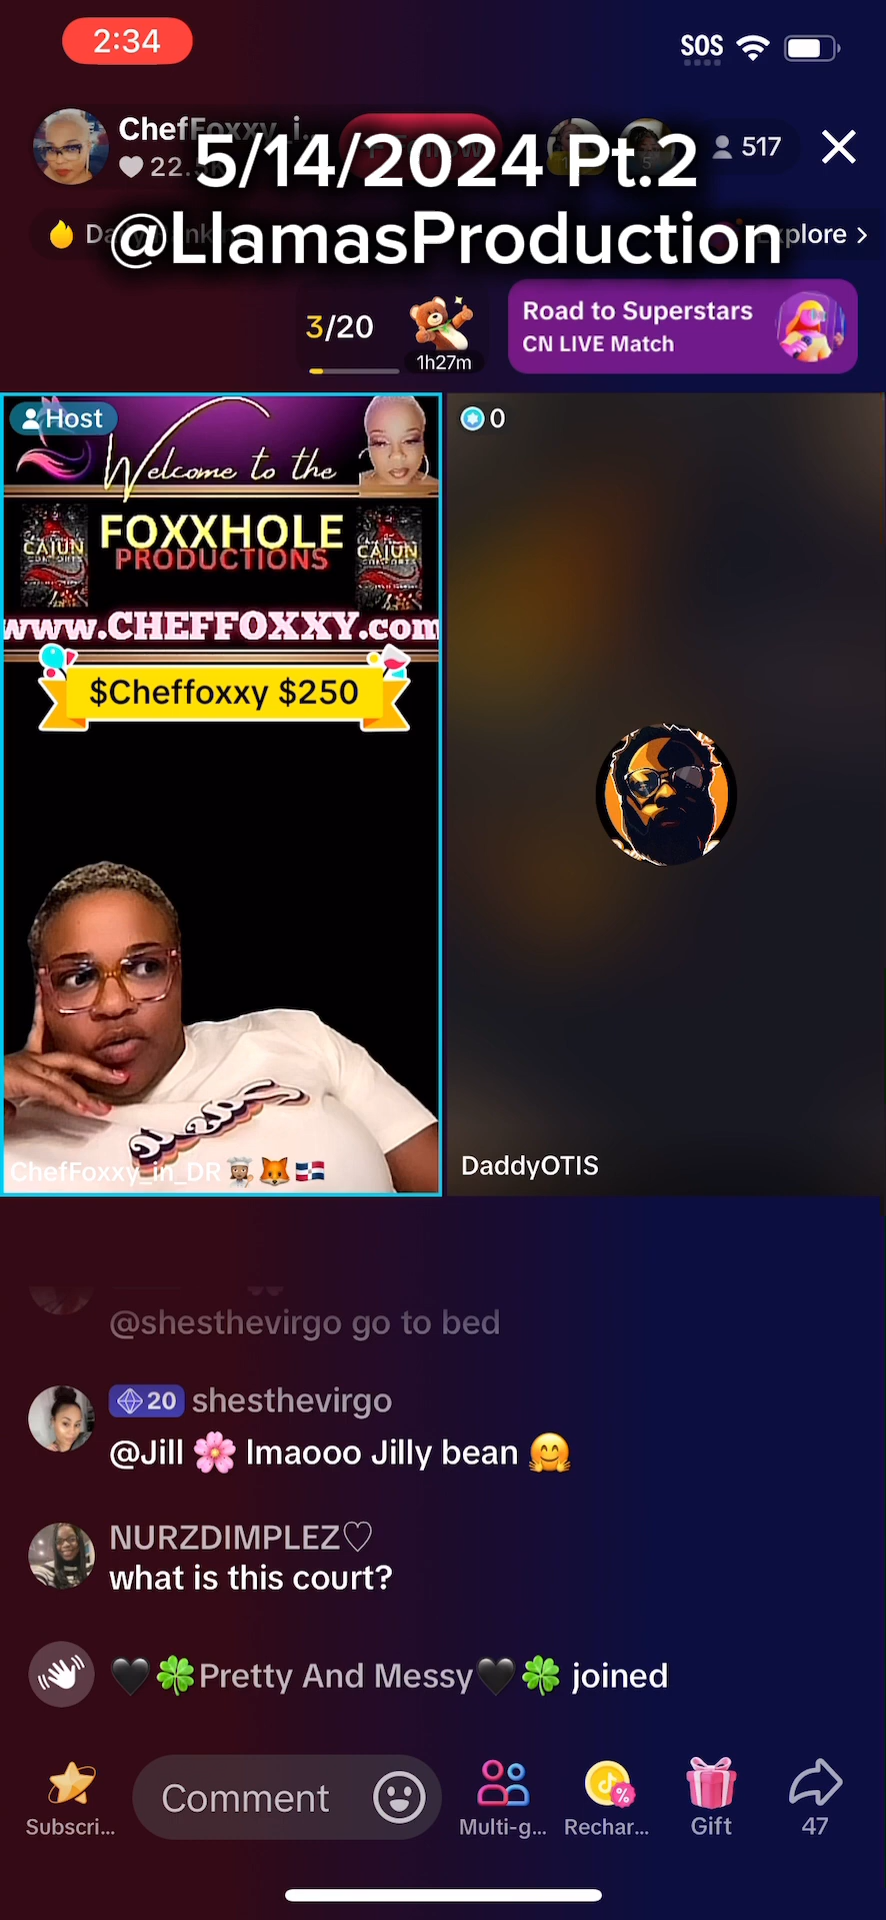 2:34
SOS
ChefFoxxy_i...
5/14/2024 Pt.2
517
@LlamasProduction
Explore >
3/20
1h27m
Road to Superstars
CN LIVE Match
Host
0
Welcome to the
FOXXHOLE
PRODUCTIONS
CAJUN
CAJUN
www.CHEFFOXXY.com
$Cheffoxxy $250
ChefFoxxy_in_DR👩🏽‍🍳🦊🇩🇴
DaddyOTIS
@shesthevirgo go to bed
20 shesthevirgo
@Jill 🌸 lmaooo Jilly bean 🤗
NURZDIMPLEZ♡
what is this court?
🖤🍀Pretty And Messy🖤🍀 joined
Comment
Subscri...
Multi-g...
Rechar...
Gift
47